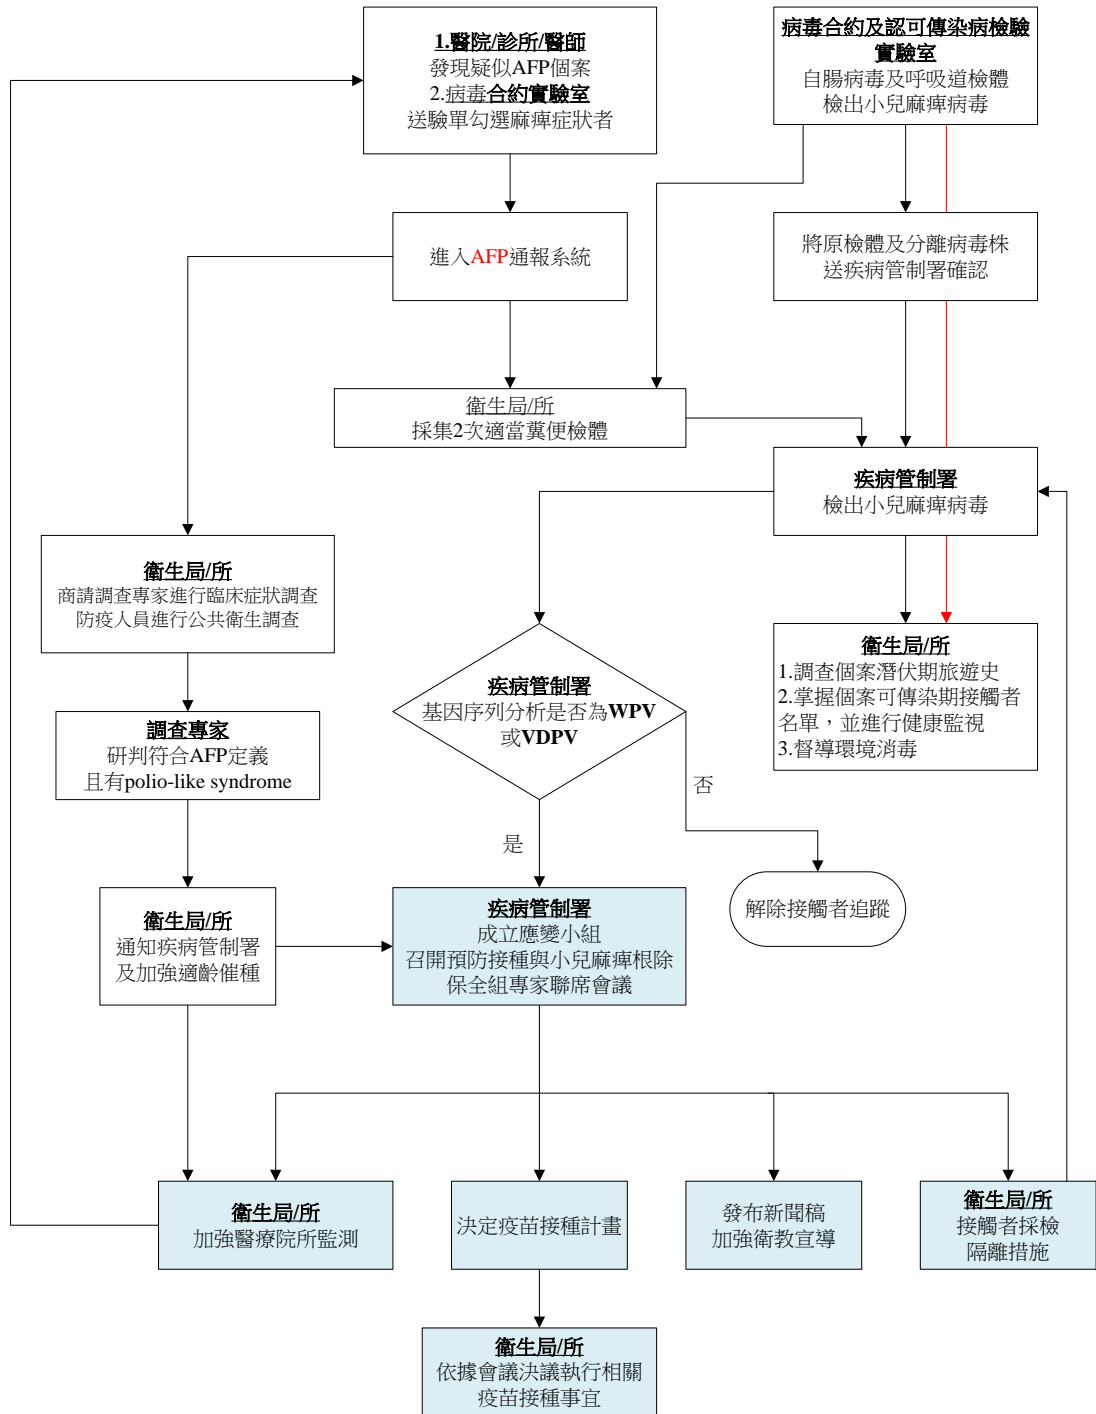 1.醫院/診所/醫師
發現疑似AFP個案
2.病毒合約實驗室
送驗單勾選麻痺症狀者
病毒合約及認可傳染病檢驗
實驗室
自腸病毒及呼吸道檢體
檢出小兒麻痺病毒
進入AFP通報系統
將原檢體及分離病毒株
送疾病管制署確認
衛生局/所
採集2次適當糞便檢體
疾病管制署
檢出小兒麻痺病毒
衛生局/所
商請調查專家進行臨床症狀調查
防疫人員進行公共衛生調查
疾病管制署
基因序列分析是否為WPV
或VDPV
衛生局/所
1.調查個案潛伏期旅遊史
2.掌握個案可傳染期接觸者
名單，並進行健康監視
3.督導環境消毒
調查專家
研判符合AFP定義
且有polio-like syndrome
否
是
解除接觸者追蹤
衛生局/所
通知疾病管制署
及加強適齡催種
疾病管制署
成立應變小組
召開預防接種與小兒麻痺根除
保全組專家聯席會議
衛生局/所
加強醫療院所監測
決定疫苗接種計畫
發布新聞稿
加強衛教宣導
衛生局/所
接觸者採檢
隔離措施
衛生局/所
依據會議決議執行相關
疫苗接種事宜